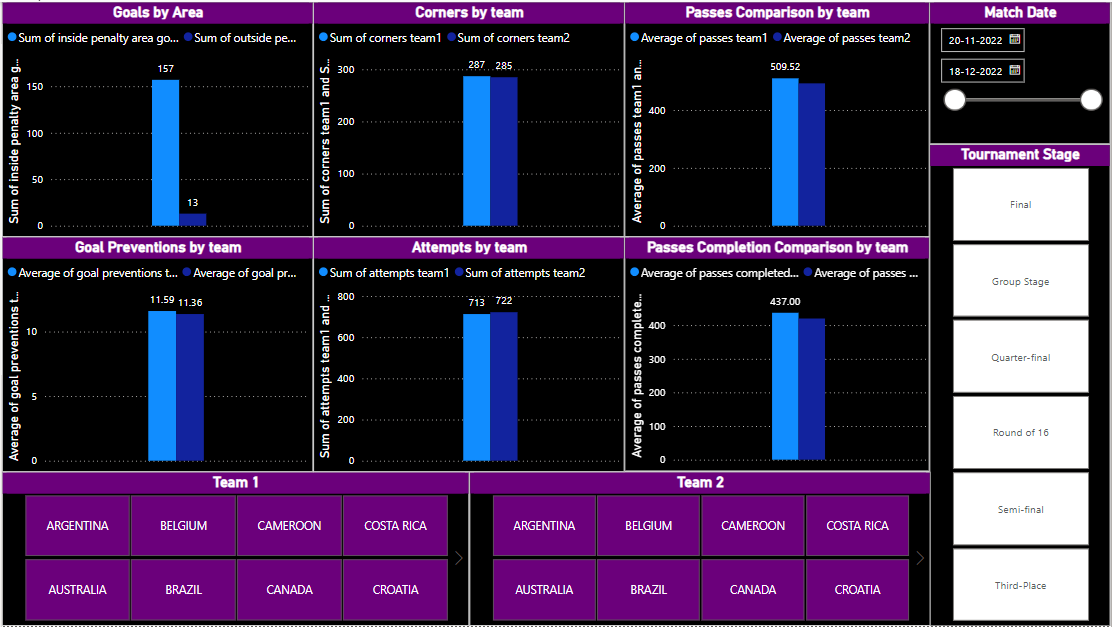 Goals by Area
Sum of inside penalty area go... Sum of outside pe...
Sum of inside penalty area g...
150
100
50
0
157
13
Corners by team
Sum of corners team1 Sum of corners team2
Sum of corners team1 and S...
300
200
100
0
287 285
Passes Comparison by team
Average of passes team1 Average of passes team2
Average of passes team1 an...
400
200
0
509.52
Match Date
20-11-2022
18-12-2022
Goal Preventions by team
Average of goal preventions t... Average of goal pr...
Average of goal preventions t...
10
5
0
11.59 11.36
Attempts by team
Sum of attempts team1 Sum of attempts team2
Sum of attempts team1 and ...
800
600
400
200
0
713 722
Passes Completion Comparison by team
Average of passes completed... Average of passes ...
Average of passes complete...
400
300
200
100
0
437.00
Tournament Stage
Final
Group Stage
Quarter-final
Round of 16
Semi-final
Third-Place
Team 1
ARGENTINA BELGIUM CAMEROON COSTA RICA
AUSTRALIA BRAZIL CANADA CROATIA
Team 2
ARGENTINA BELGIUM CAMEROON COSTA RICA
AUSTRALIA BRAZIL CANADA CROATIA